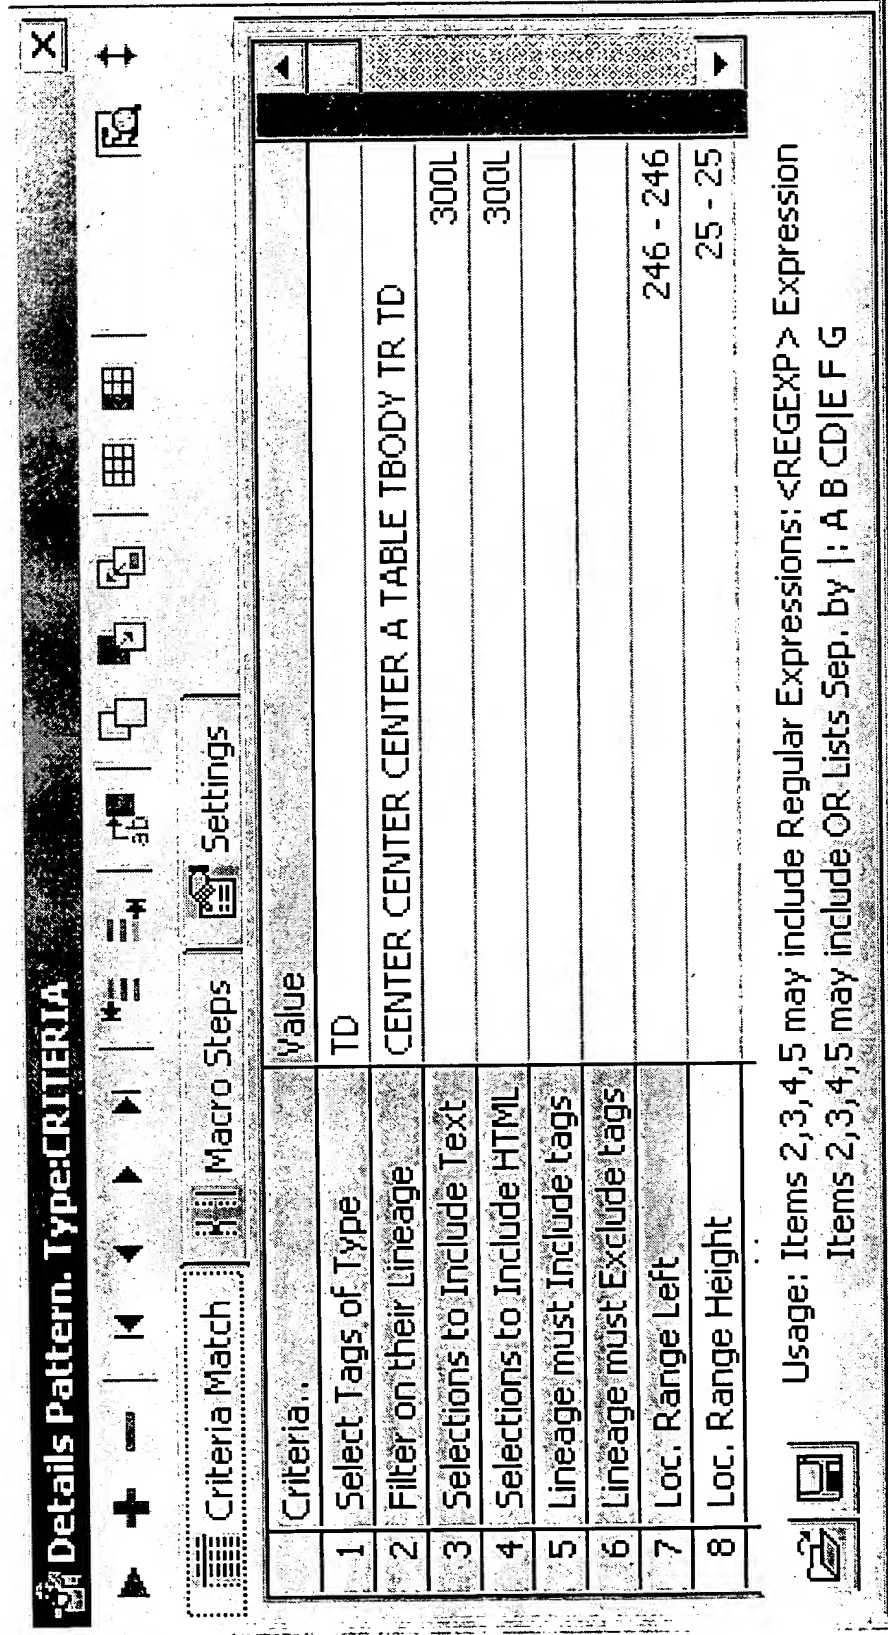 Details Pattern. Type:CRITERIA
ab
Criteria Match Macro Steps Settings
Criteria.. Value
1 Select Tags of Type TD
2 Filter on their Lineage CENTER CENTER CENTER CENTER A TABLE TBODY TR TD
3 Selections to Include Text 300L
4 Selections to Include HTML 300L
5 Lineage must Include tags
6 Lineage must Exclude tags
7 Loc. Range Left 246 - 246
8 Loc. Range Height 25 - 25
Usage: Items 2,3,4,5 may include Regular Expressions: <REGEXP> Expression
Items 2,3,4,5 may include OR Lists Sep. by |: A B CD|E F G